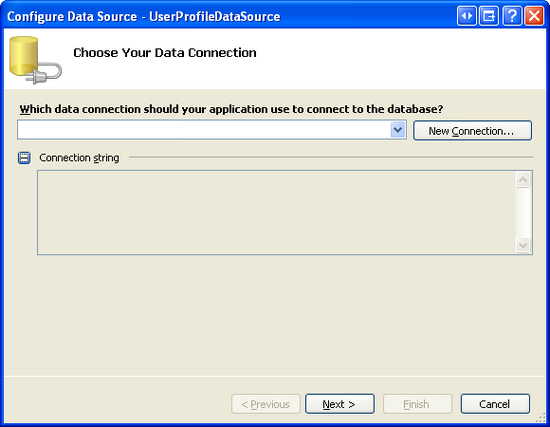 Configure Data Source - UserProfileDataSource
Choose Your Data Connection
Which data connection should your application use to connect to the database?
New Connection...
Connection string
< Previous Next > Finish Cancel